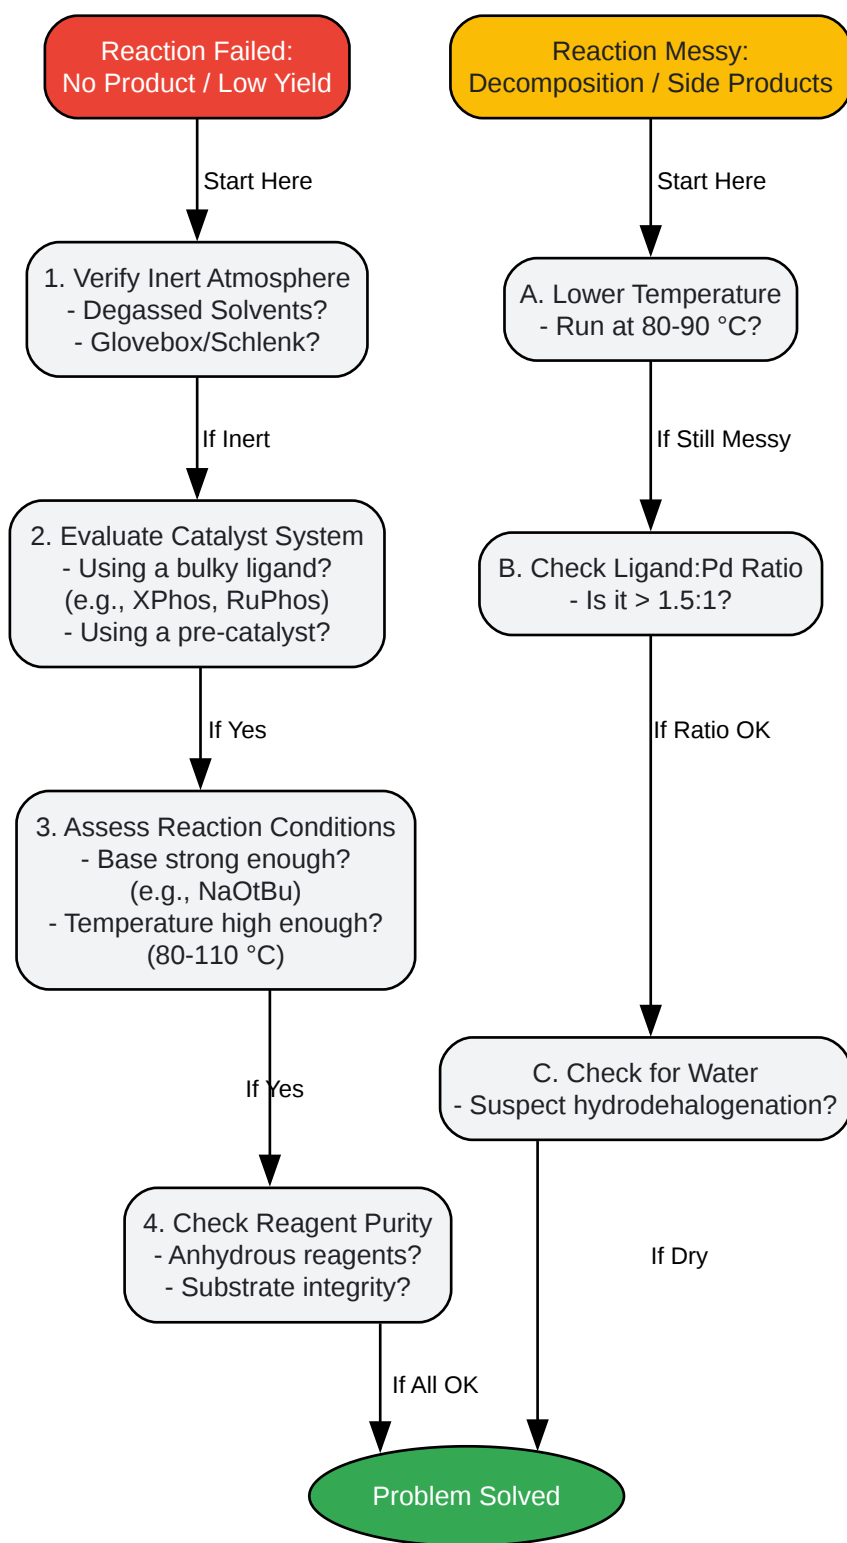 Reaction Failed:
No Product / Low Yield
Start Here
1. Verify Inert Atmosphere
- Degassed Solvents?
- Glovebox/Schlenk?
If Inert
2. Evaluate Catalyst System
- Using a bulky ligand?
(e.g., XPhos, RuPhos)
- Using a pre-catalyst?
If Yes
3. Assess Reaction Conditions
- Base strong enough?
(e.g., NaOtBu)
- Temperature high enough?
(80-110 °C)
If Yes
4. Check Reagent Purity
- Anhydrous reagents?
- Substrate integrity?
If All OK
Reaction Messy:
Decomposition / Side Products
Start Here
A. Lower Temperature
- Run at 80-90 °C?
If Still Messy
B. Check Ligand:Pd Ratio
- Is it > 1.5:1?
If Ratio OK
C. Check for Water
- Suspect hydrodehalogenation?
If Dry
Problem Solved